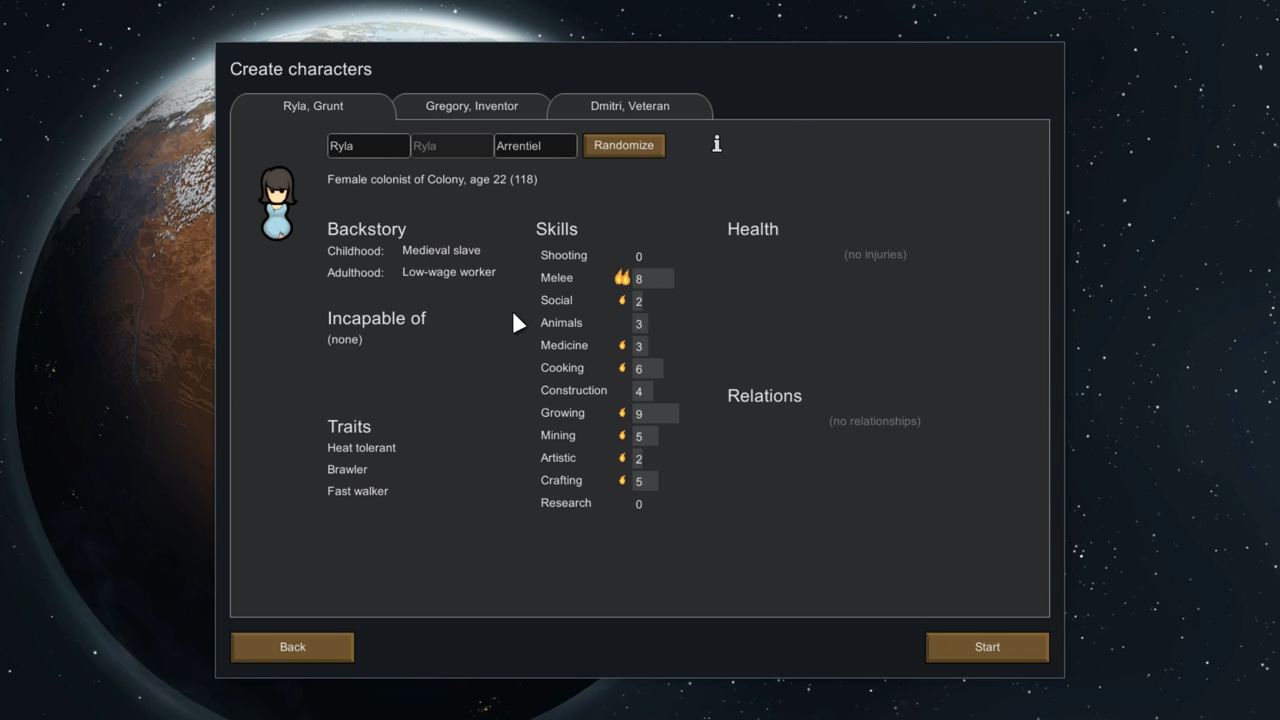 Create characters
Ryla, Grunt Gregory, Inventor Dmitri, Veteran
Ryla Ryla Arrentiel Randomize
Female colonist of Colony, age 22 (118)
Backstory
Childhood: Medieval slave
Adulthood: Low-wage worker
Incapable of
(none)
Traits
Heat tolerant
Brawler
Fast walker
Skills
Shooting 0
Melee 8
Social 2
Animals 3
Medicine 3
Cooking 6
Construction 4
Growing 9
Mining 5
Artistic 2
Crafting 5
Research 0
Health
(no injuries)
Relations
(no relationships)
Back Start